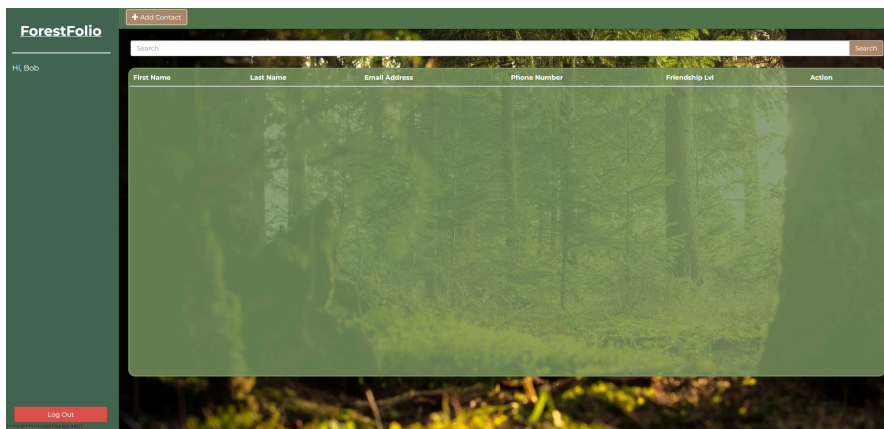 ForestFolio
Hi, Bob
Log Out
Add Contact
Search
Search
First Name Last Name Email Address Phone Number Friendship Lvl Action